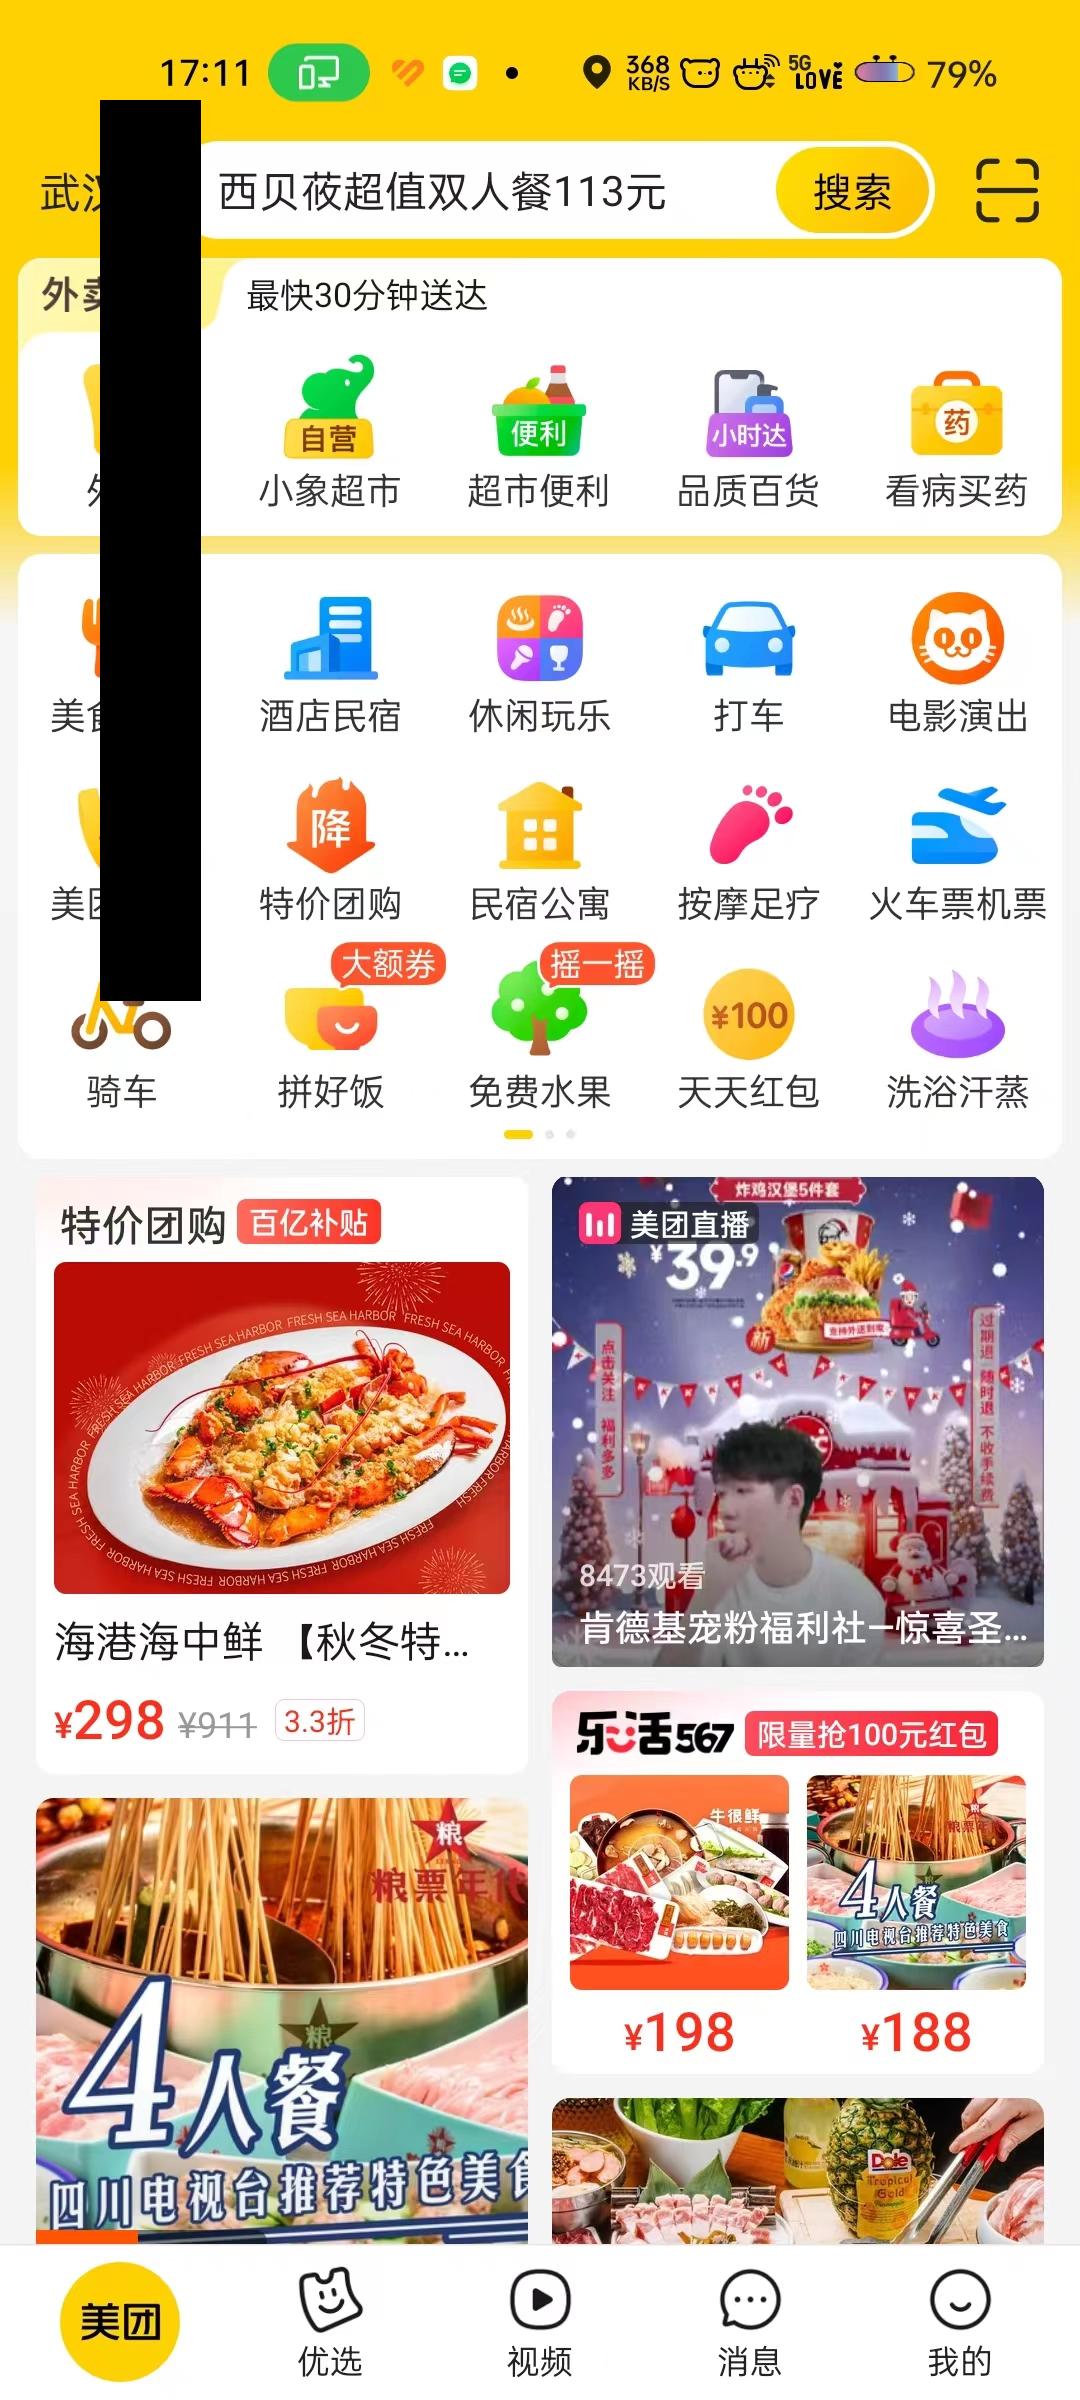 17:11 368 KB/S 5G LOVE 79%
武汉 西贝莜超值双人餐113元 搜索
外卖 最快30分钟送达
自营 便利 小时达 药
小象超市 超市便利 品质百货 看病买药
美食 酒店民宿 休闲玩乐 打车 电影演出
降
美团 特价团购 民宿公寓 按摩足疗 火车票机票
大额券 摇一摇
¥100
骑车 拼好饭 免费水果 天天红包 洗浴汗蒸
特价团购 百亿补贴
FRESH SEA HARBOR FRESH SEA HARBOR FRESH SEA HARBOR
海港海中鲜 【秋冬特...
¥298 ¥911 3.3折
粮
粮票年代
粮
4人餐
四川电视台推荐特色美食
炸鸡汉堡5件套
美团直播
¥39.9
新
支持外送到家
点击关注 福利多多
过期退 随时退 不收手续费
8473观看
肯德基宠粉福利社—惊喜圣...
乐活567 限量抢100元红包
牛很鲜
粮票年代
4人餐
四川电视台推荐特色美食
¥198 ¥188
Dole
Tropical
Gold
美团 优选 视频 消息 我的